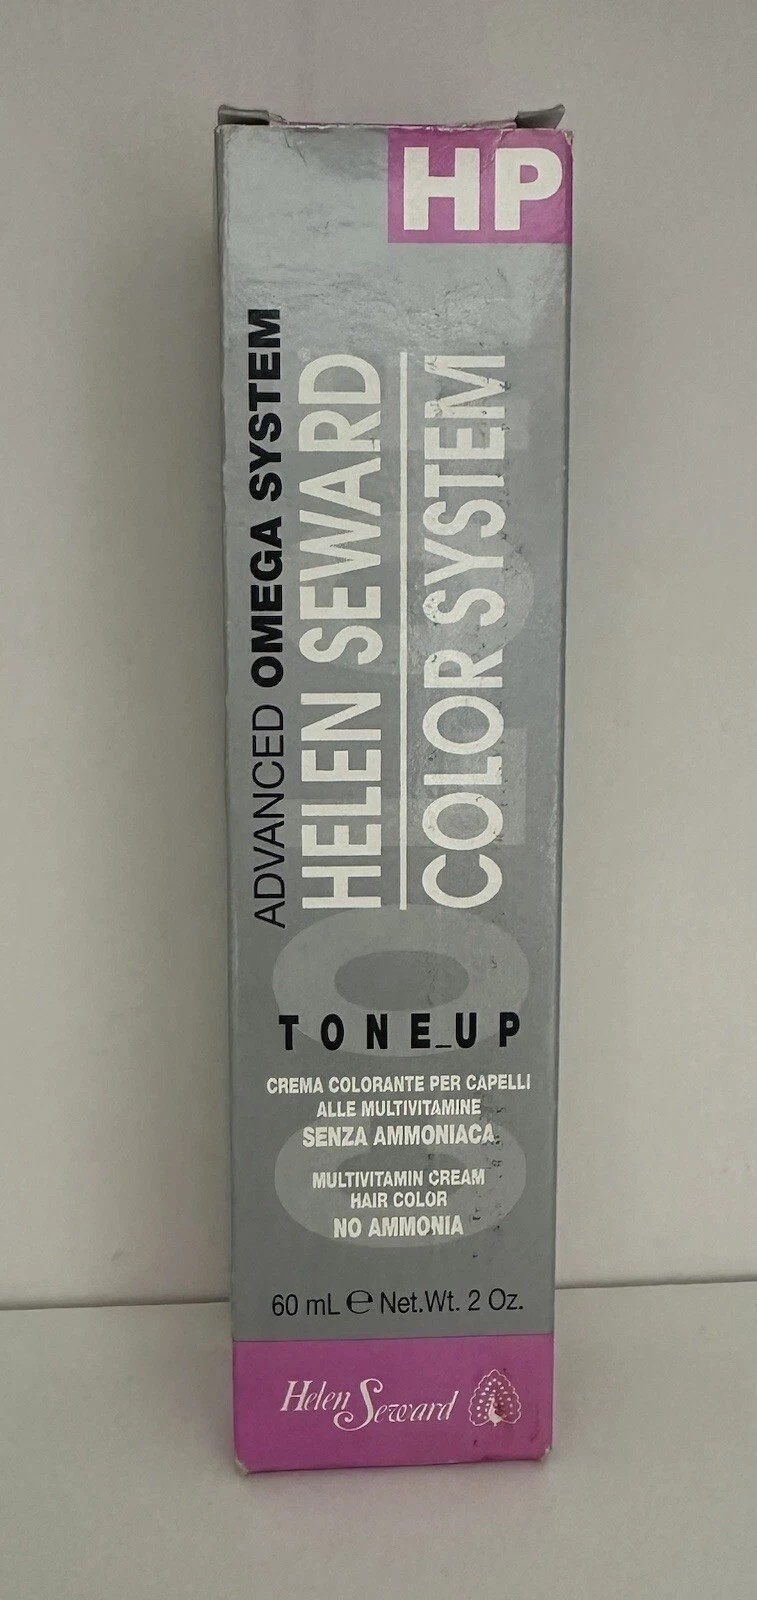 HP
ADVANCED OMEGA SYSTEM
HELEN SEWARD®
COLOR SYSTEM
COLOR
TONE_UP
CREMA COLORANTE PER CAPELLI
ALLE MULTIVITAMINE
SENZA AMMONIACA
MULTIVITAMIN CREAM
HAIR COLOR
NO AMMONIA
60 mL ℮ Net.Wt. 2 Oz.
Helen Seward